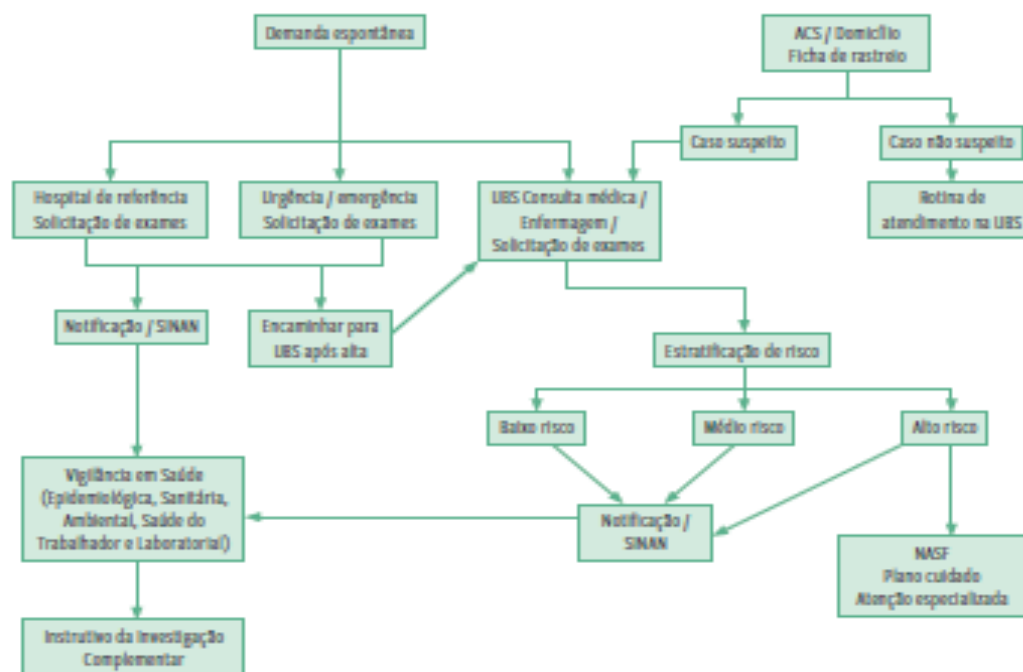 Demanda espontânea
ACS / Domicílio
Ficha de rastreio
Caso suspeito
Caso não suspeito
Hospital de referência
Solicitação de exames
Urgência / emergência
Solicitação de exames
UBS Consulta médica /
Enfermagem /
Solicitação de exames
Rotina de
atendimento na UBS
Notificação / SINAN
Encaminhar para
UBS após alta
Estratificação de risco
Baixo risco
Médio risco
Alto risco
Vigilância em Saúde
(Epidemiológica, Sanitária,
Ambiental, Saúde do
Trabalhador e Laboratorial)
Notificação /
SINAN
NASF
Plano cuidado
Atenção especializada
Instrutivo da Investigação
Complementar